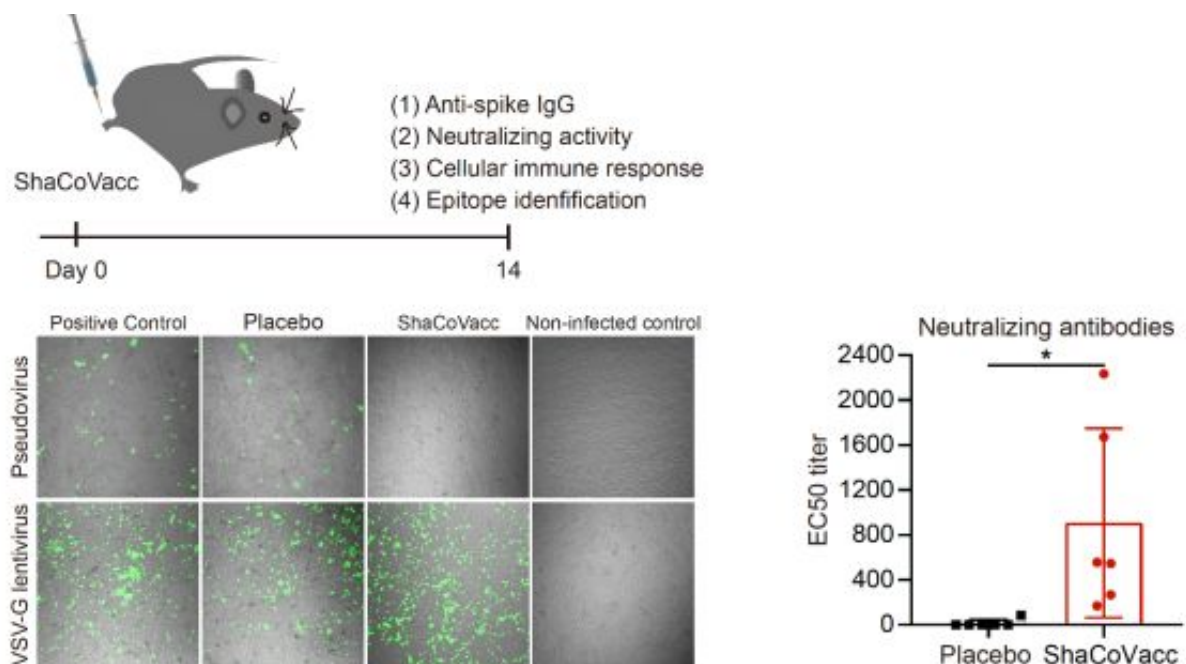 ShaCoVacc
(1) Anti-spike IgG
(2) Neutralizing activity
(3) Cellular immune response
(4) Epitope idenfification
Day 0
14
Positive Control
Placebo
ShaCoVacc
Non-infected control
Pseudovirus
VSV-G lentivirus
Neutralizing antibodies
*
EC50 titer
2400
2000
1600
1200
800
400
0
Placebo
ShaCoVacc